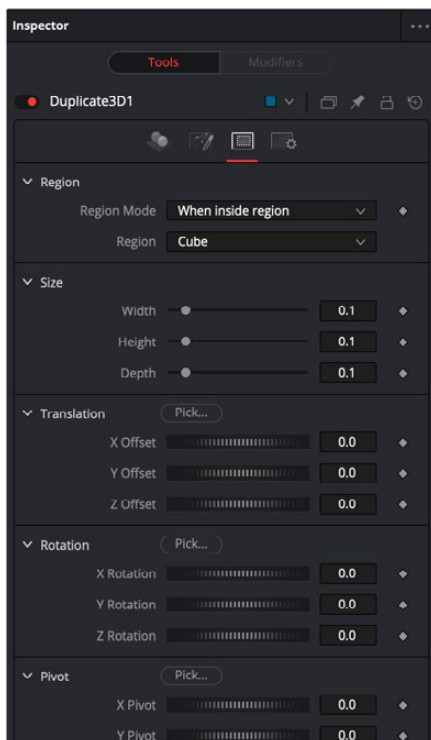 Inspector
Tools Modifiers
Duplicate3D1
Region
Region Mode When inside region
Region Cube
Size
Width 0.1
Height 0.1
Depth 0.1
Translation Pick...
X Offset 0.0
Y Offset 0.0
Z Offset 0.0
Rotation Pick...
X Rotation 0.0
Y Rotation 0.0
Z Rotation 0.0
Pivot Pick...
X Pivot 0.0
Y Pivot 0.0